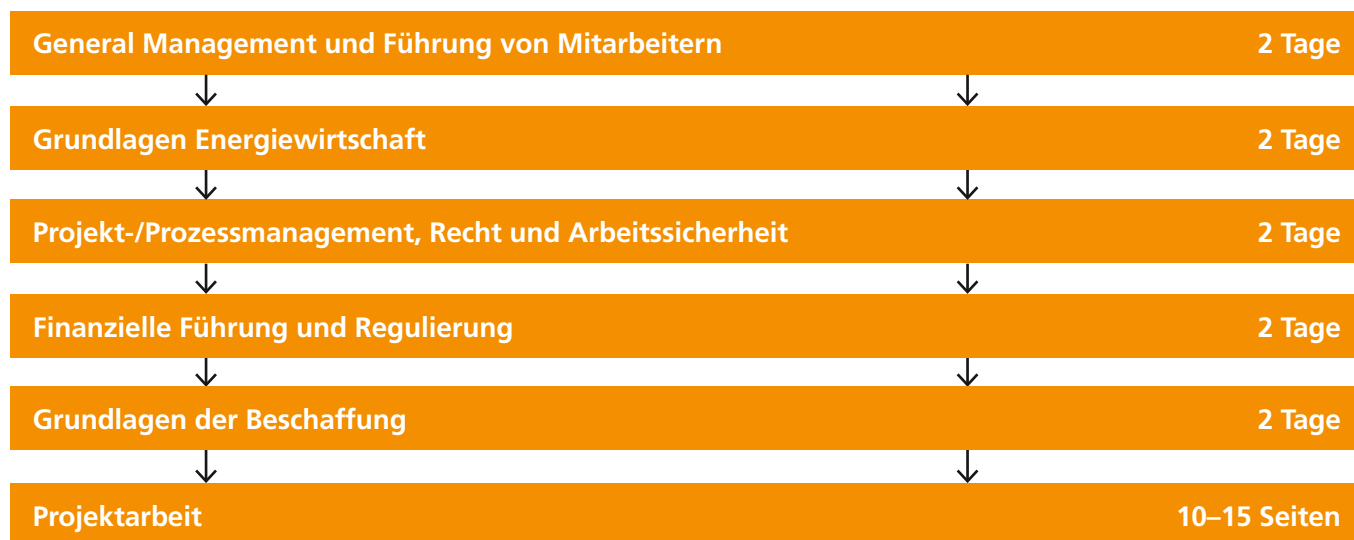 General Management und Führung von Mitarbeitern 2 Tage
Grundlagen Energiewirtschaft 2 Tage
Projekt-/Prozessmanagement, Recht und Arbeitssicherheit 2 Tage
Finanzielle Führung und Regulierung 2 Tage
Grundlagen der Beschaffung 2 Tage
Projektarbeit 10–15 Seiten